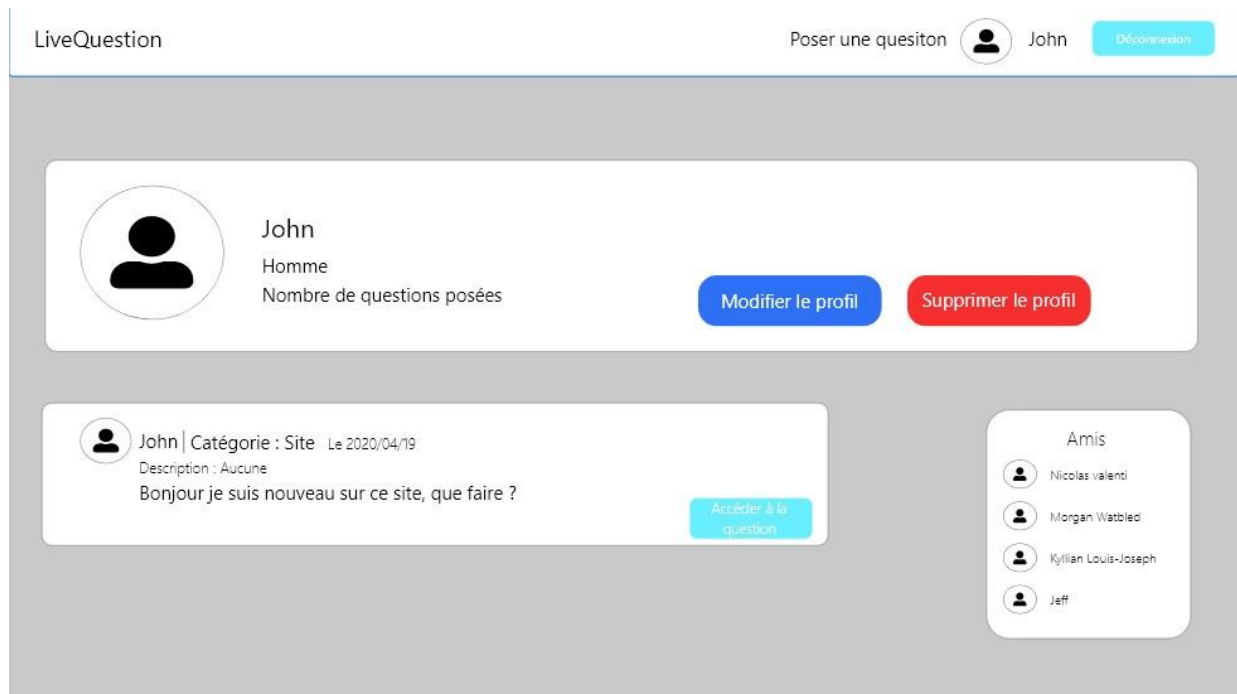 LiveQuestion
Poser une quesiton
John
Déconnexion
John
Homme
Nombre de questions posées
Modifier le profil
Supprimer le profil
John | Catégorie : Site Le 2020/04/19
Description : Aucune
Bonjour je suis nouveau sur ce site, que faire ?
Accéder à la
question
Amis
Nicolas valenti
Morgan Watbled
Kyllian Louis-Joseph
Jeff